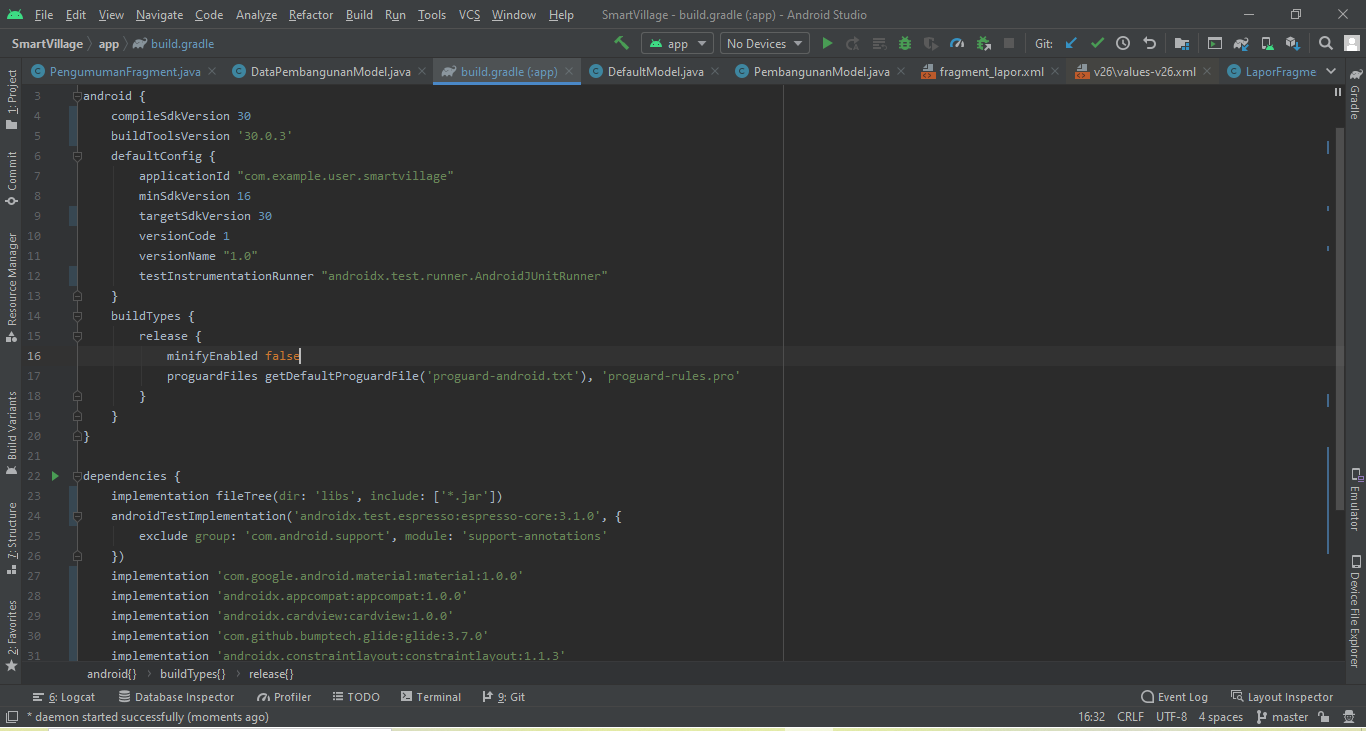 File Edit View Navigate Code Analyze Refactor Build Run Tools VCS Window Help SmartVillage - build.gradle (:app) - Android Studio
SmartVillage app build.gradle app No Devices Git:
PengumumanFragment.java DataPembangunanModel.java build.gradle (:app) DefaultModel.java PembangunanModel.java fragment_lapor.xml v26\values-v26.xml LaporFragme
1: Project
Commit
Resource Manager
Build Variants
7: Structure
2: Favorites
3 android {
4 compileSdkVersion 30
5 buildToolsVersion '30.0.3'
6 defaultConfig {
7 applicationId "com.example.user.smartvillage"
8 minSdkVersion 16
9 targetSdkVersion 30
10 versionCode 1
11 versionName "1.0"
12 testInstrumentationRunner "androidx.test.runner.AndroidJUnitRunner"
13 }
14 buildTypes {
15 release {
16 minifyEnabled false
17 proguardFiles getDefaultProguardFile('proguard-android.txt'), 'proguard-rules.pro'
18 }
19 }
20 }
21
22 dependencies {
23 implementation fileTree(dir: 'libs', include: ['*.jar'])
24 androidTestImplementation('androidx.test.espresso:espresso-core:3.1.0', {
25 exclude group: 'com.android.support', module: 'support-annotations'
26 })
27 implementation 'com.google.android.material:material:1.0.0'
28 implementation 'androidx.appcompat:appcompat:1.0.0'
29 implementation 'androidx.cardview:cardview:1.0.0'
30 implementation 'com.github.bumptech.glide:glide:3.7.0'
31 implementation 'androidx.constraintlayout:constraintlayout:1.1.3'
Gradle
Emulator
Device File Explorer
android{} buildTypes{} release{}
6: Logcat Database Inspector Profiler TODO Terminal 9: Git Event Log Layout Inspector
* daemon started successfully (moments ago) 16:32 CRLF UTF-8 4 spaces master